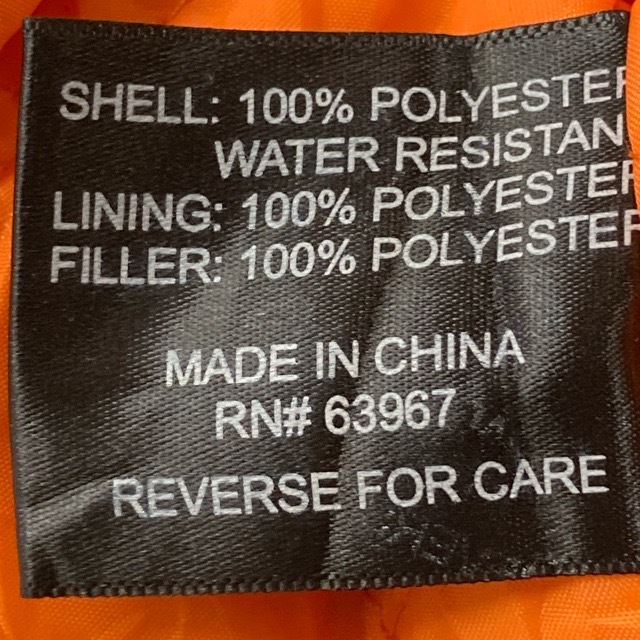 SHELL: 100% POLYESTER
WATER RESISTAN
LINING: 100% POLYESTER
FILLER: 100% POLYESTER
MADE IN CHINA
RN# 63967
REVERSE FOR CARE